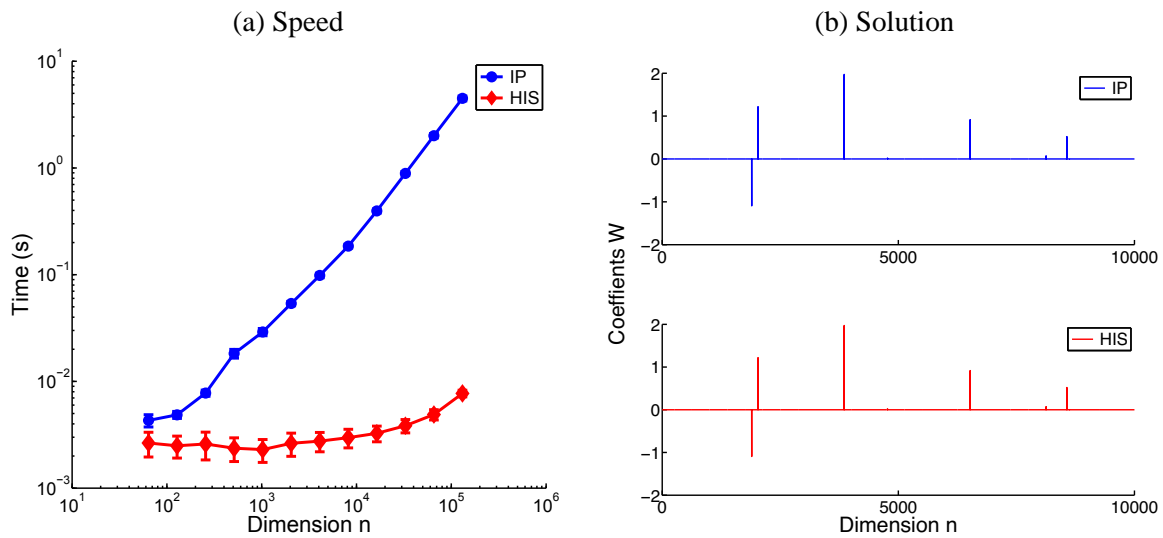 (a) Speed
10^1
10^0
10^−1
10^−2
10^−3
Time (s)
IP
HIS
10^1 10^2 10^3 10^4 10^5 10^6
Dimension n
(b) Solution
Coeffients W
2
1
0
−1
−2
IP
0 5000 10000
2
1
0
−1
−2
HIS
0 5000 10000
Dimension n